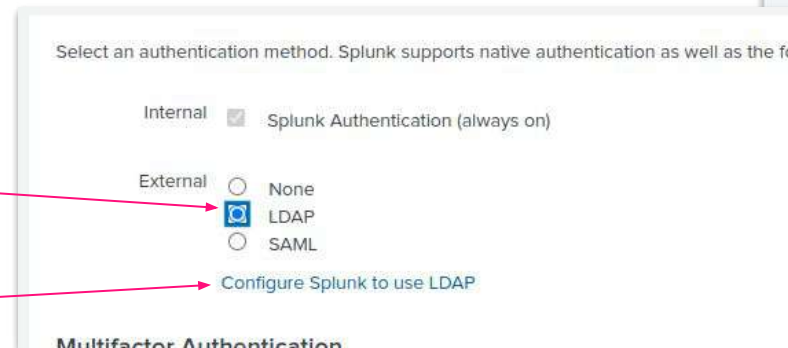 Select an authentication method. Splunk supports native authentication as well as the
Internal Splunk Authentication (always on)
External None
LDAP
SAML
Configure Splunk to use LDAP
Multifactor Authentication